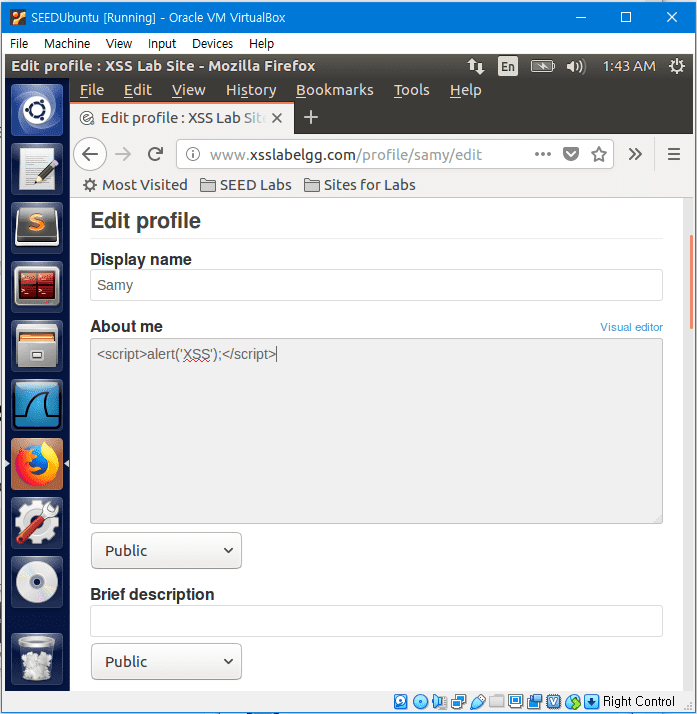 SEEDUbuntu [Running] - Oracle VM VirtualBox
File Machine View Input Devices Help
Edit profile : XSS Lab Site - Mozilla Firefox En 1:43 AM
File Edit View History Bookmarks Tools Help
Edit profile : XSS Lab Site
www.xsslabelgg.com/profile/samy/edit
Most Visited SEED Labs Sites for Labs
Edit profile
Display name
Samy
About me Visual editor
<script>alert('XSS');</script>
Public
Brief description
Public
Right Control